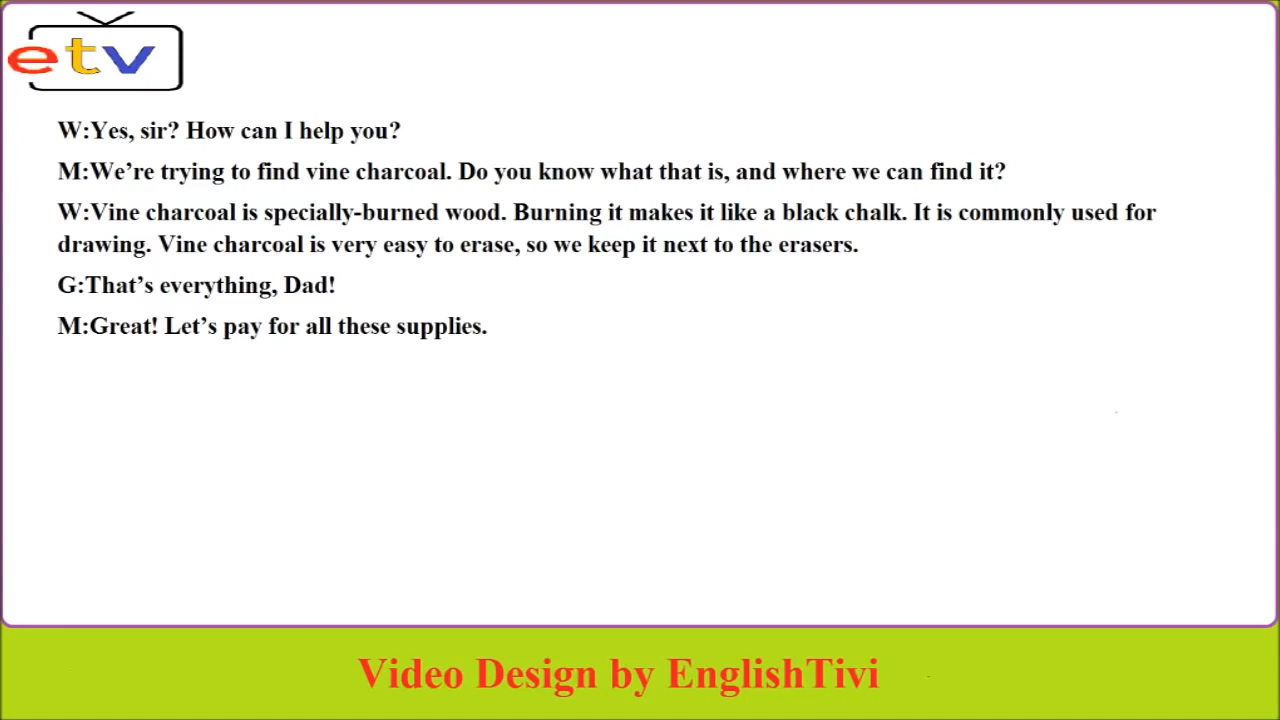 etv
W:Yes, sir? How can I help you?
M:We're trying to find vine charcoal. Do you know what that is, and where we can find it?
W:Vine charcoal is specially-burned wood. Burning it makes it like a black chalk. It is commonly used for
drawing. Vine charcoal is very easy to erase, so we keep it next to the erasers.
G:That's everything, Dad!
M:Great! Let's pay for all these supplies.
Video Design by EnglishTivi